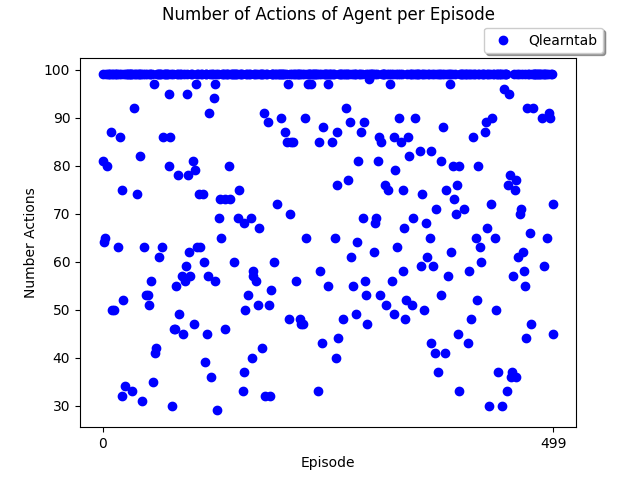 Number of Actions of Agent per Episode
Qlearntab
100
90
80
70
60
50
40
30
Number Actions
0
499
Episode